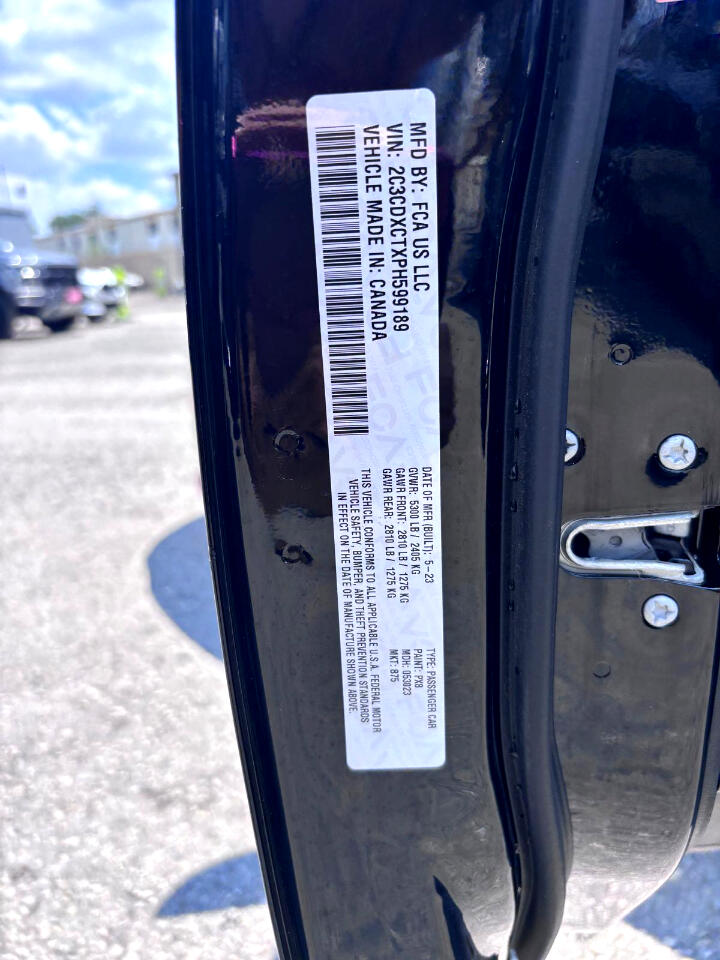 MFD BY: FCA US LLC
VIN: 2C3CDXCTXPH599189
VEHICLE MADE IN: CANADA
DATE OF MFR (BUILT): 5-23
GVWR: 5300 LB / 2405 KG
GAWR FRONT: 2810 LB / 1275 KG
GAWR REAR: 2810 LB / 1275 KG
THIS VEHICLE CONFORMS TO ALL APPLICABLE U.S.A. FEDERAL MOTOR
VEHICLE SAFETY, BUMPER, AND THEFT PREVENTION STANDARDS
IN EFFECT ON THE DATE OF MANUFACTURE SHOWN ABOVE.
TYPE: PASSENGER CAR
PAINT: PX8
MDH: 053023
MKT: B75